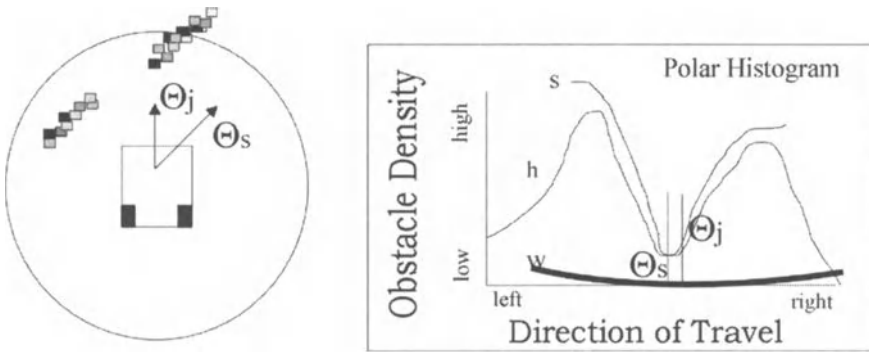 Θj
Θs
Polar Histogram
Obstacle Density
high
low
s
h
w
Θs
Θj
left
right
Direction of Travel